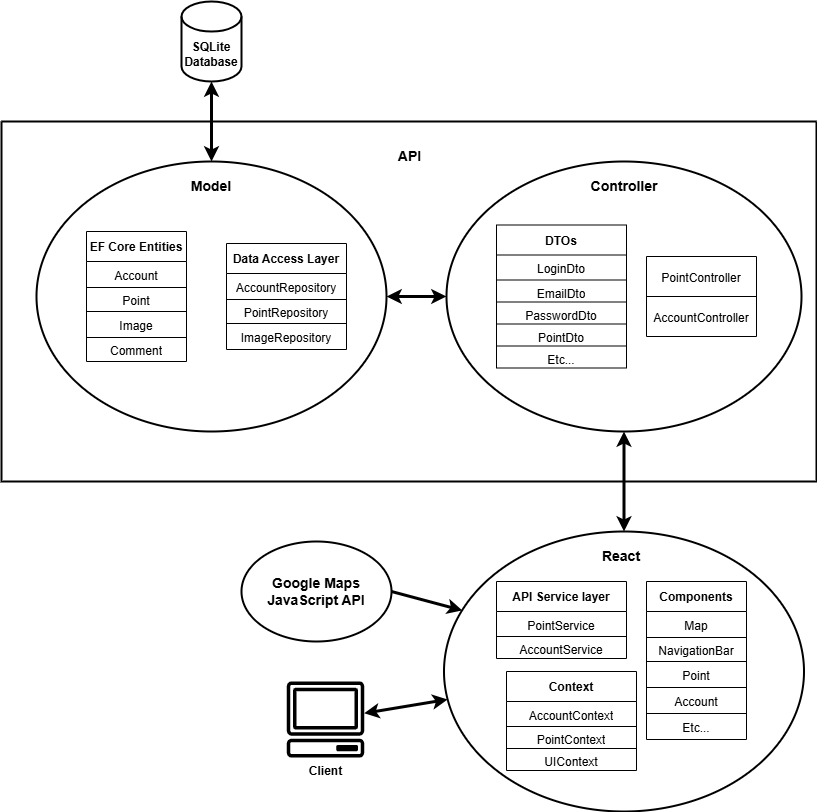 SQLite
Database
API
Model
EF Core Entities
Account
Point
Image
Comment
Data Access Layer
AccountRepository
PointRepository
ImageRepository
Controller
DTOs
LoginDto
EmailDto
PasswordDto
PointDto
Etc...
PointController
AccountController
React
API Service layer
PointService
AccountService
Components
Map
NavigationBar
Point
Account
Etc...
Context
AccountContext
PointContext
UIContext
Google Maps
JavaScript API
Client